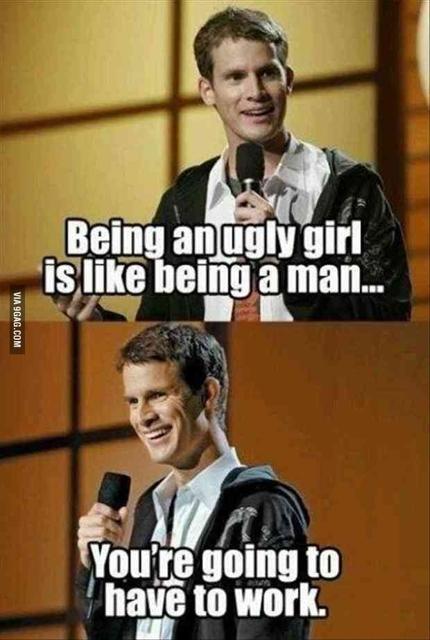 Being an ugly girl
is like being a man...
VIA 9GAG.COM
You're going to
have to work.